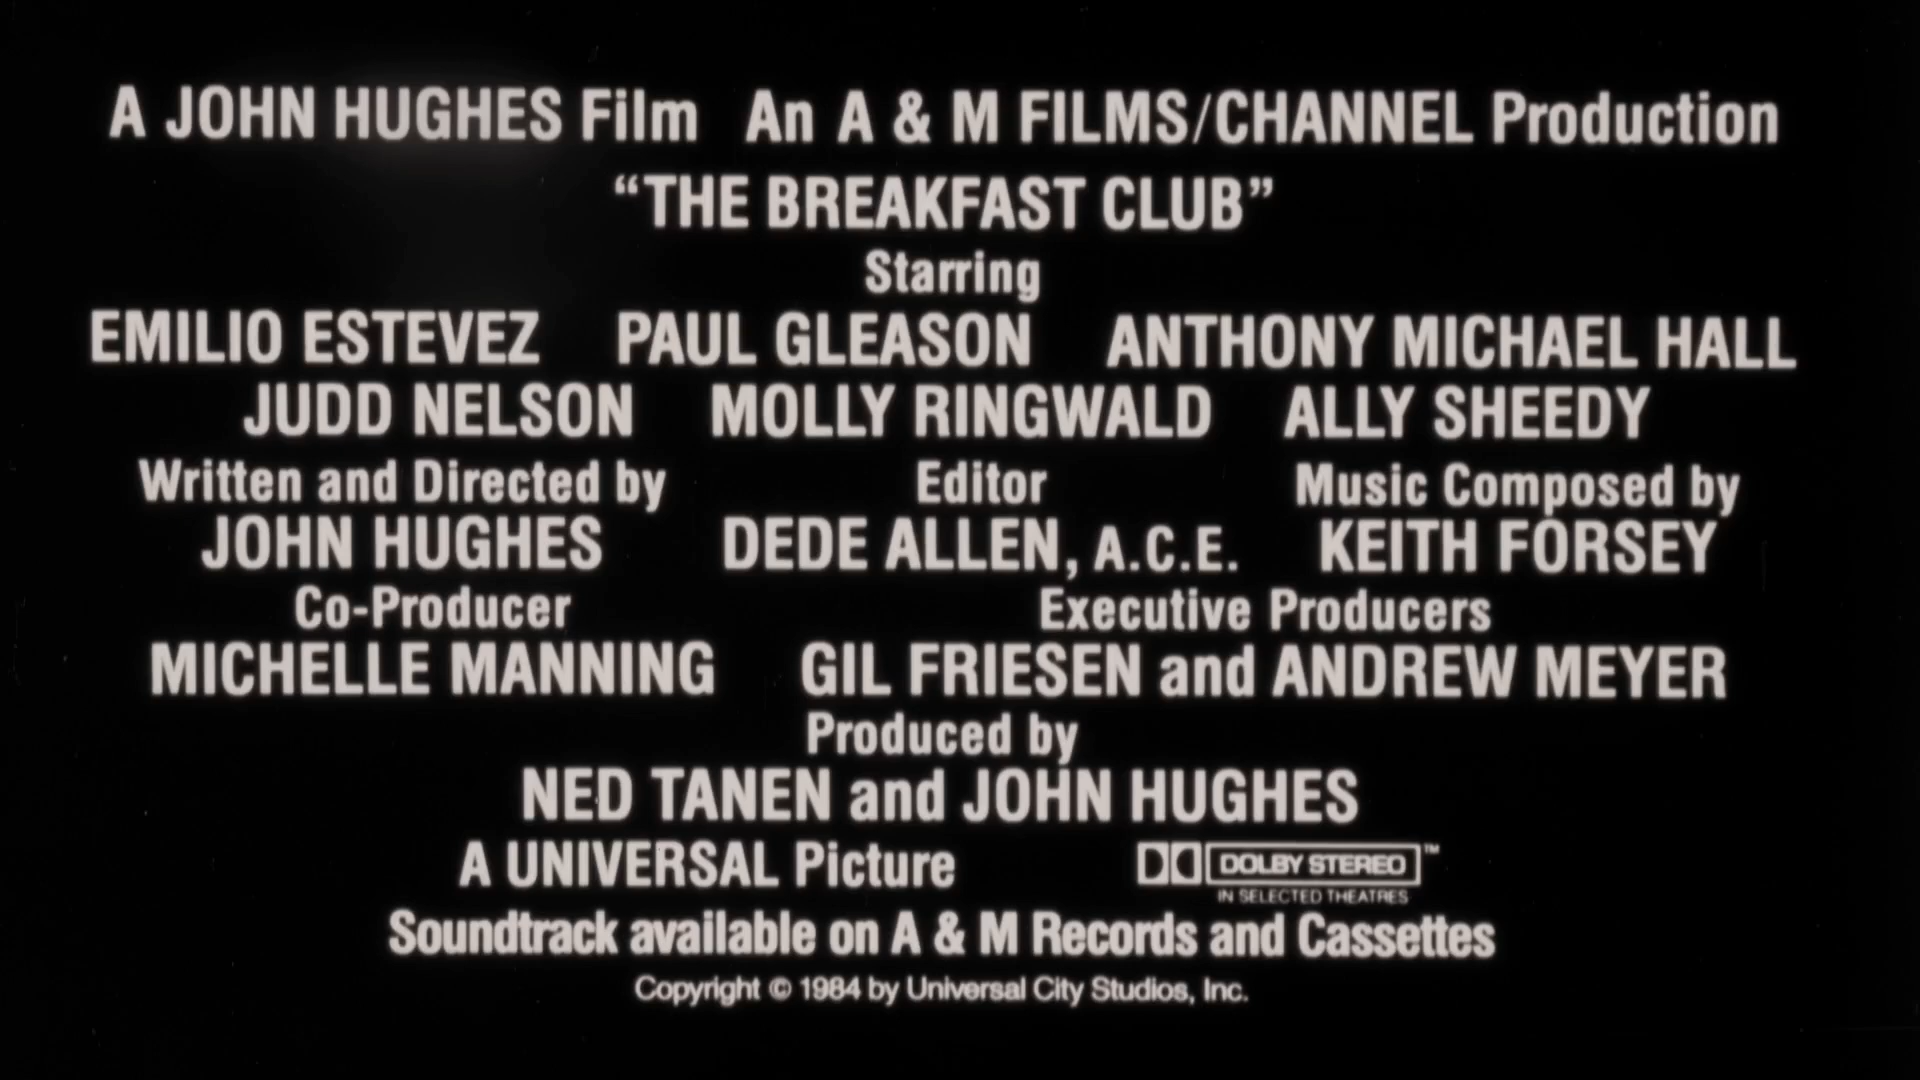 A JOHN HUGHES Film An A & M FILMS/CHANNEL Production
“THE BREAKFAST CLUB”
Starring
EMILIO ESTEVEZ PAUL GLEASON ANTHONY MICHAEL HALL
JUDD NELSON MOLLY RINGWALD ALLY SHEEDY
Written and Directed by Editor Music Composed by
JOHN HUGHES DEDE ALLEN, A.C.E. KEITH FORSEY
Co-Producer Executive Producers
MICHELLE MANNING GIL FRIESEN and ANDREW MEYER
Produced by
NED TANEN and JOHN HUGHES
A UNIVERSAL Picture DOLBY STEREO™
IN SELECTED THEATRES
Soundtrack available on A & M Records and Cassettes
Copyright © 1984 by Universal City Studios, Inc.